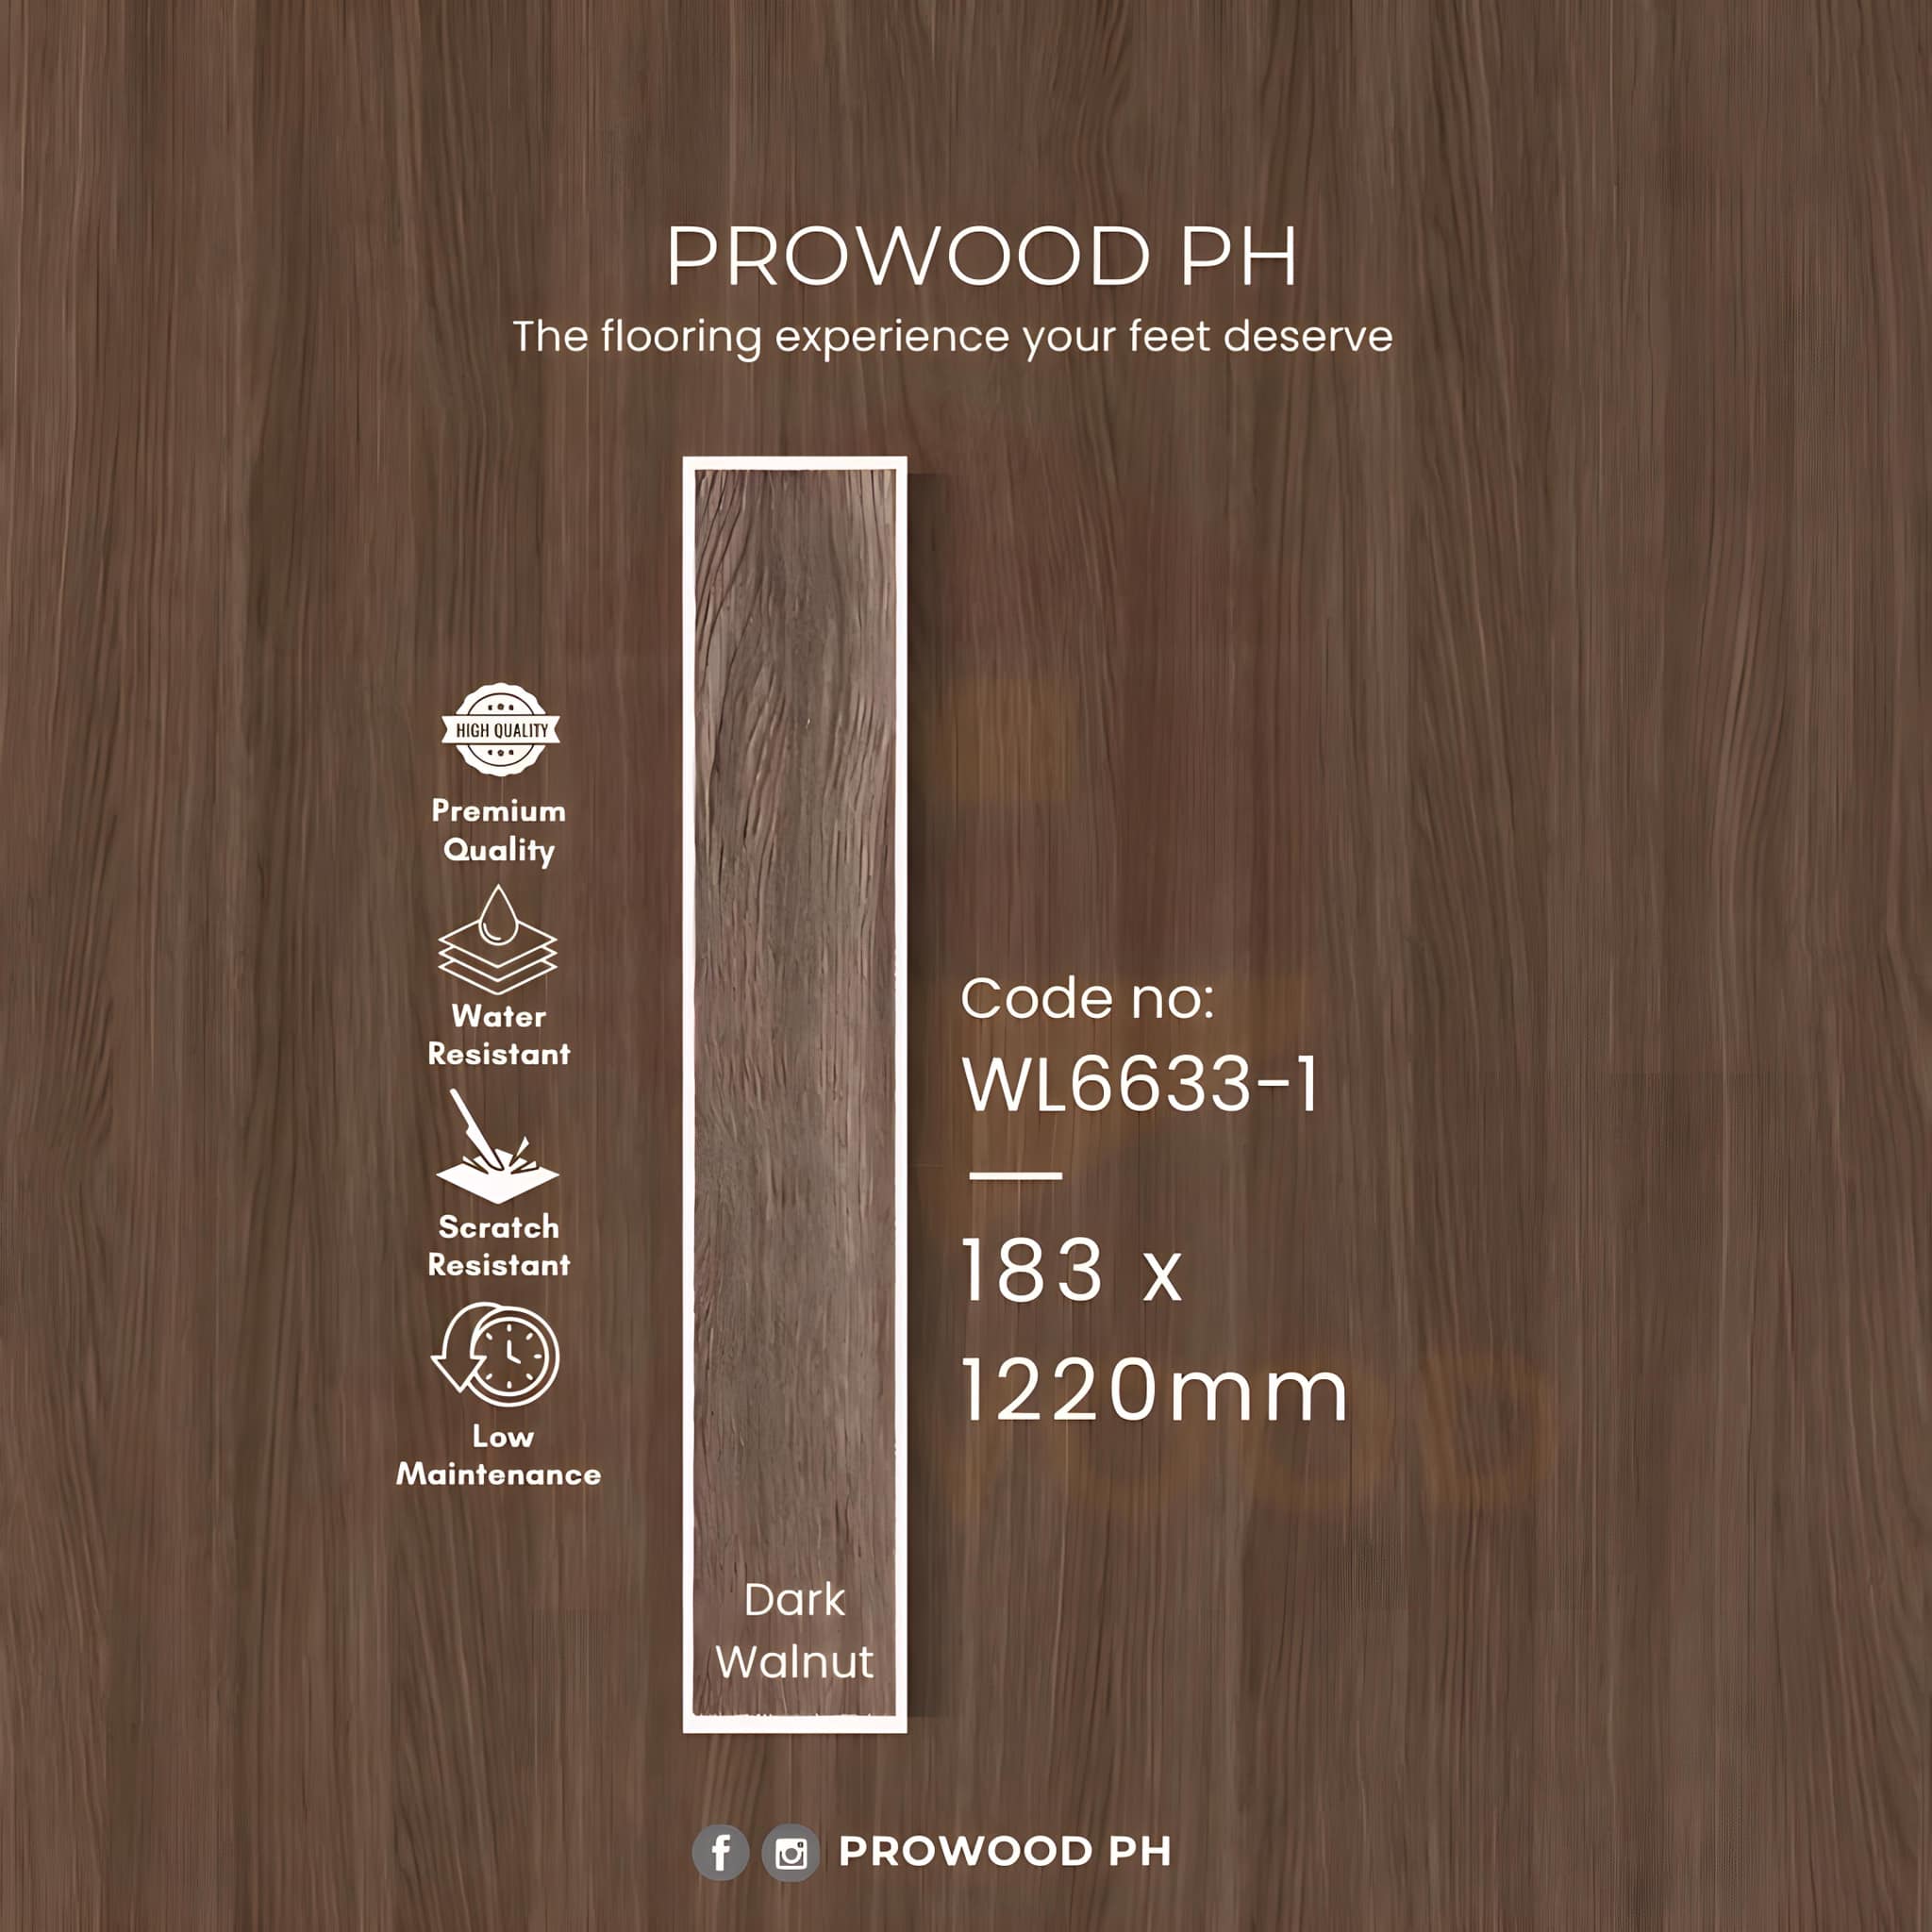 PROWOOD PH
The flooring experience your feet deserve
HIGH QUALITY
Premium
Quality
Water
Resistant
Scratch
Resistant
Low
Maintenance
Dark
Walnut
Code no:
WL6633-1
183 x
1220mm
PROWOOD PH